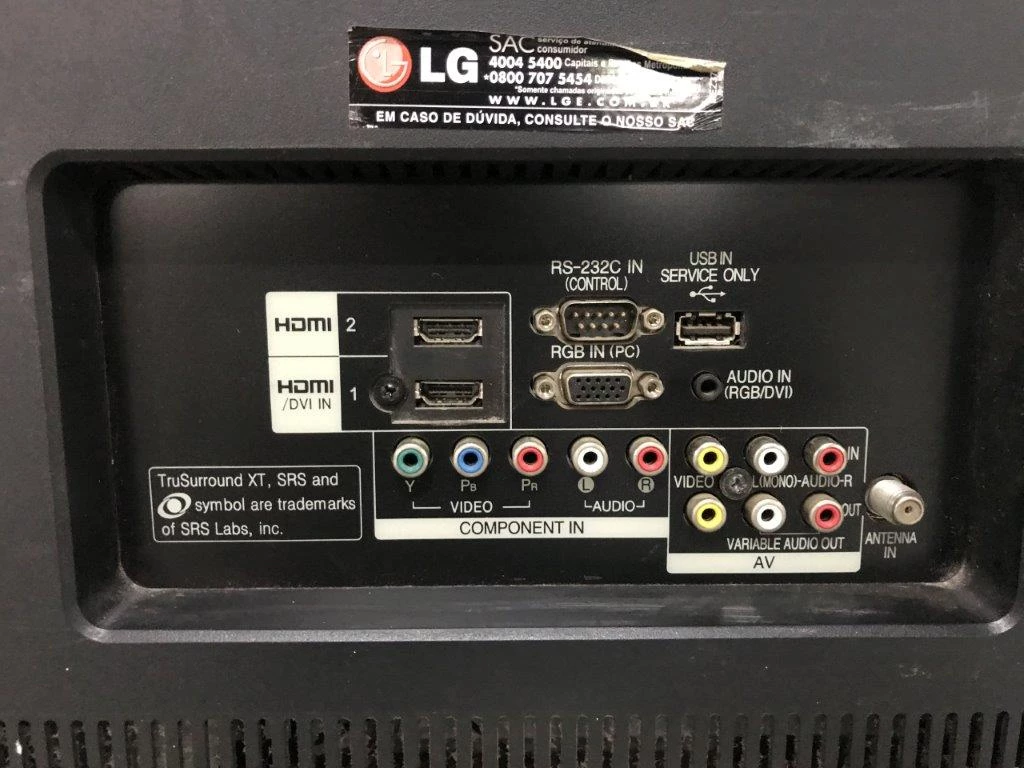 LG
SAC serviço de
consumidor
4004 5400 Capitais e
*0800 707 5454
*Somente chamadas
WWW.LGE.COM.BR
EM CASO DE DÚVIDA, CONSULTE O NOSSO SAC
RS-232C IN
(CONTROL)
USB IN
SERVICE ONLY
HDMI 2
RGB IN (PC)
HDMI
/DVI IN 1
AUDIO IN
(RGB/DVI)
Y PB PR L R
VIDEO AUDIO
COMPONENT IN
IN
VIDEO L(MONO)-AUDIO-R
OUT
VARIABLE AUDIO OUT
AV
ANTENNA
IN
TruSurround XT, SRS and
symbol are trademarks
of SRS Labs, inc.